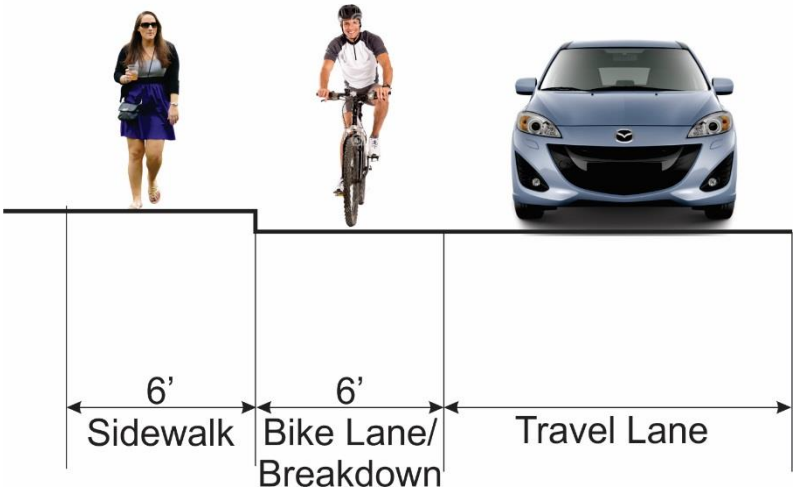 6’
Sidewalk
6’
Bike Lane/
Breakdown
Travel Lane